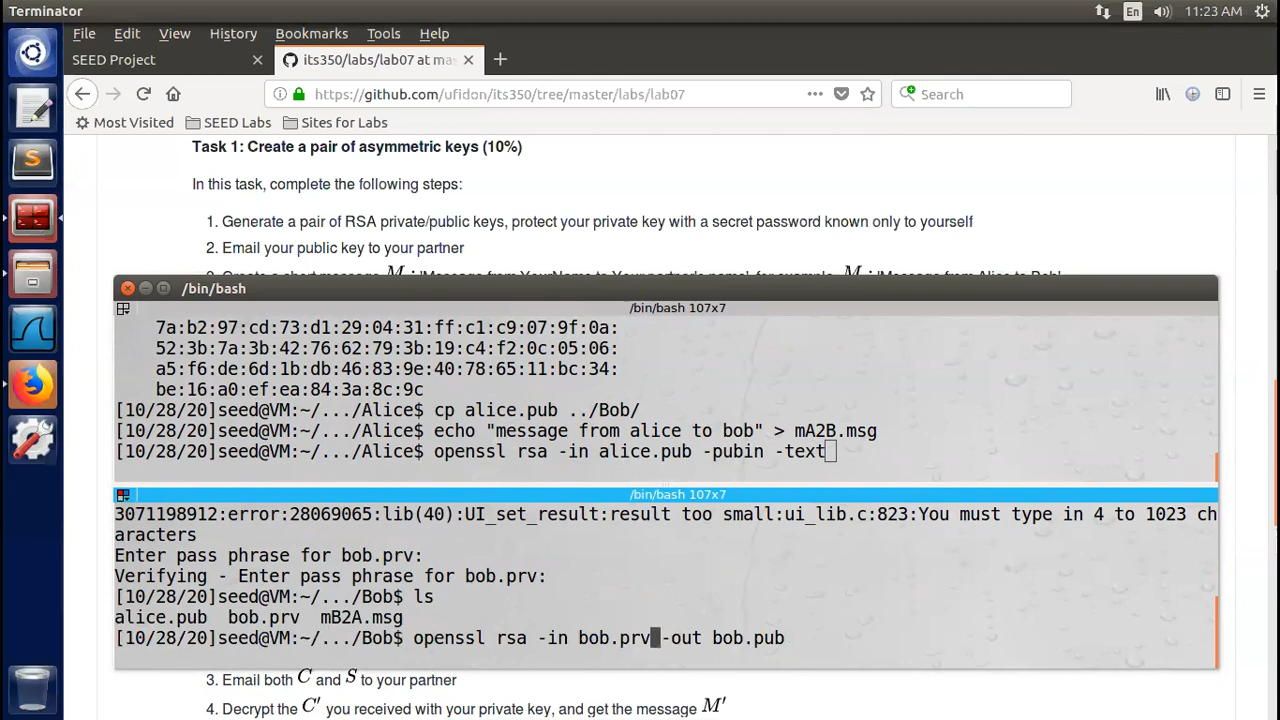 Terminator
En
11:23 AM
File Edit View History Bookmarks Tools Help
SEED Project
its350/labs/lab07 at mas
https://github.com/ufidon/its350/tree/master/labs/lab07
Search
Most Visited SEED Labs Sites for Labs
Task 1: Create a pair of asymmetric keys (10%)
In this task, complete the following steps:
1. Generate a pair of RSA private/public keys, protect your private key with a secret password known only to yourself
2. Email your public key to your partner
/bin/bash
/bin/bash 107x7
7a:b2:97:cd:73:d1:29:04:31:ff:c1:c9:07:9f:0a:
52:3b:7a:3b:42:76:62:79:3b:19:c4:f2:0c:05:06:
a5:f6:de:6d:1b:db:46:83:9e:40:78:65:11:bc:34:
be:16:a0:ef:ea:84:3a:8c:9c
[10/28/20]seed@VM:~/.../Alice$ cp alice.pub ../Bob/
[10/28/20]seed@VM:~/.../Alice$ echo "message from alice to bob" > mA2B.msg
[10/28/20]seed@VM:~/.../Alice$ openssl rsa -in alice.pub -pubin -text
/bin/bash 107x7
3071198912:error:28069065:lib(40):UI_set_result:result too small:ui_lib.c:823:You must type in 4 to 1023 ch
aracters
Enter pass phrase for bob.prv:
Verifying - Enter pass phrase for bob.prv:
[10/28/20]seed@VM:~/.../Bob$ ls
alice.pub bob.prv mB2A.msg
[10/28/20]seed@VM:~/.../Bob$ openssl rsa -in bob.prv -out bob.pub
3. Email both C and S to your partner
4. Decrypt the C′ you received with your private key, and get the message M′